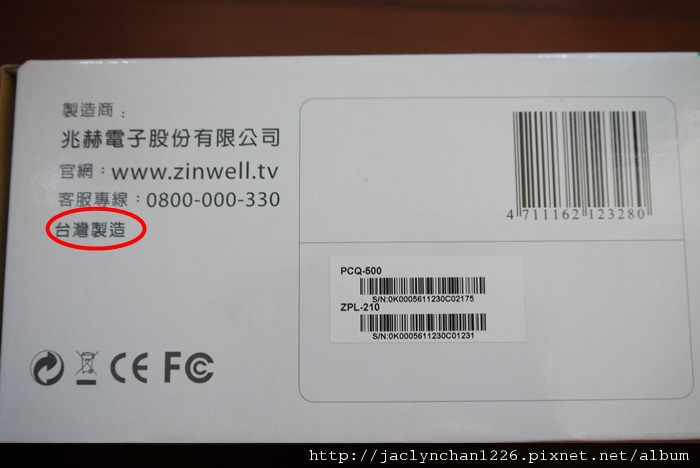 製造商：
兆赫電子股份有限公司
官網：www.zinwell.tv
客服專線：0800-000-330
台灣製造
4 711162 123280
PCQ-500
S/N:0K0005611230C02175
ZPL-210
S/N:0K0005611230C01231
CE FC
http://jaclynchan1226.pixnet.net/album